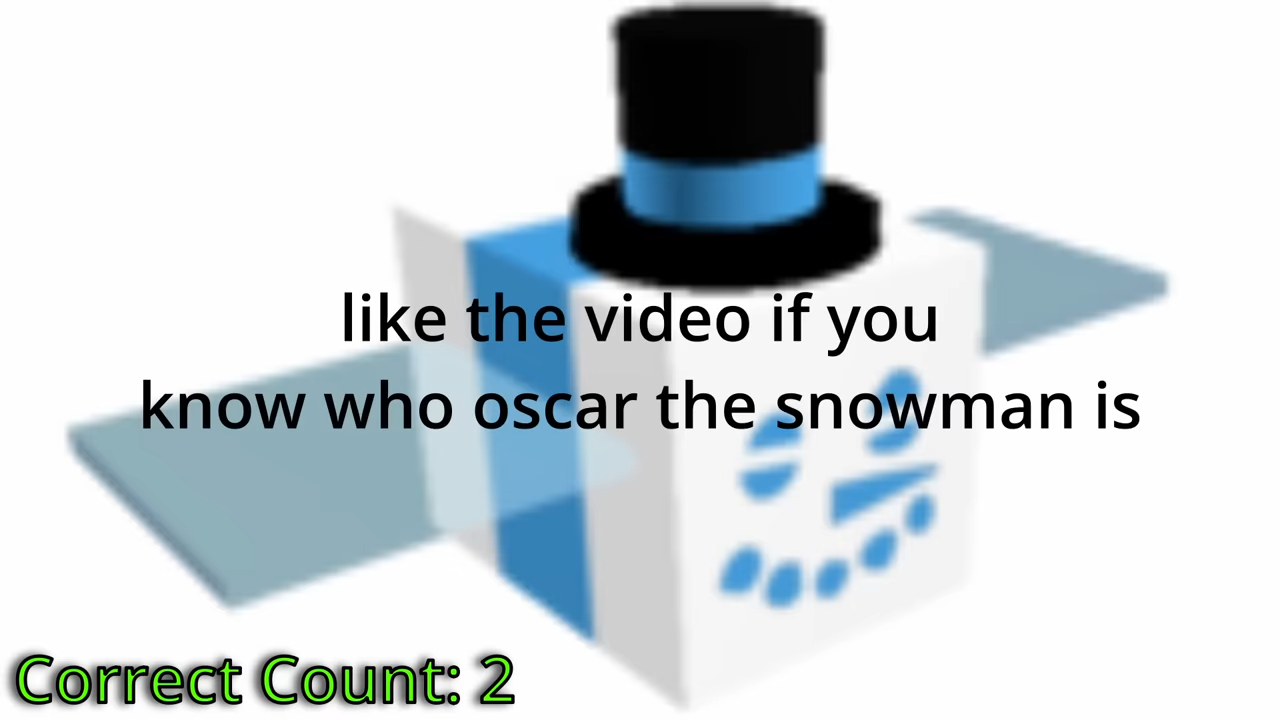 like the video if you
know who oscar the snowman is
Correct Count: 2